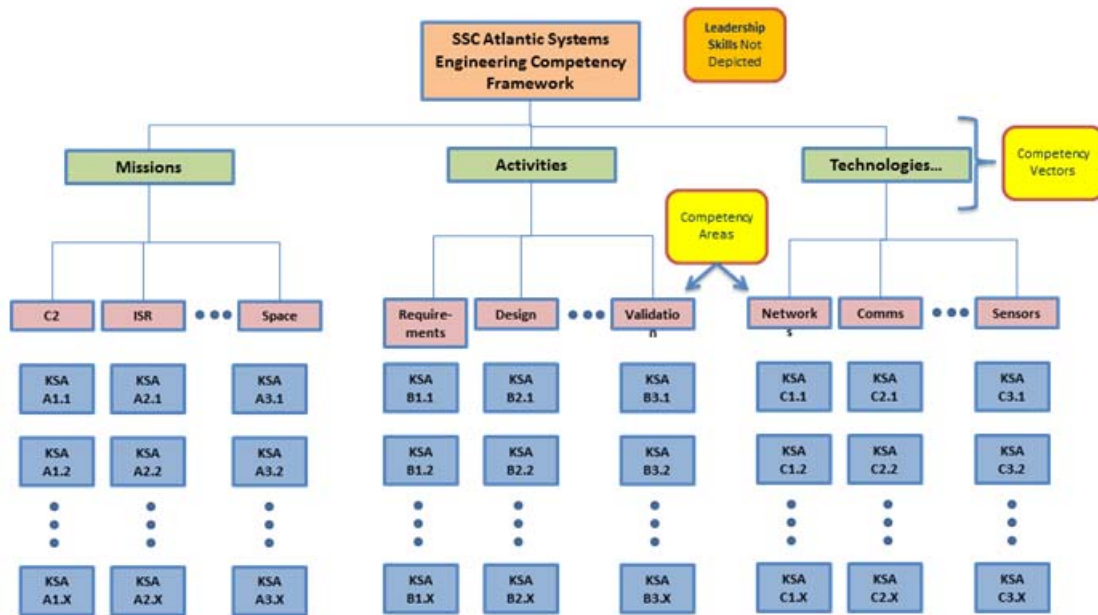 SSC Atlantic Systems
Engineering Competency
Framework
Leadership
Skills Not
Depicted
Missions
Activities
Technologies...
Competency
Vectors
Competency
Areas
C2
ISR
Space
Require-
ments
Design
Validatio
n
Network
s
Comms
Sensors
KSA
A1.1
KSA
A2.1
KSA
A3.1
KSA
B1.1
KSA
B2.1
KSA
B3.1
KSA
C1.1
KSA
C2.1
KSA
C3.1
KSA
A1.2
KSA
A2.2
KSA
A3.2
KSA
B1.2
KSA
B2.2
KSA
B3.2
KSA
C1.2
KSA
C2.2
KSA
C3.2
KSA
A1.X
KSA
A2.X
KSA
A3.X
KSA
B1.X
KSA
B2.X
KSA
B3.X
KSA
C1.X
KSA
C2.X
KSA
C3.X